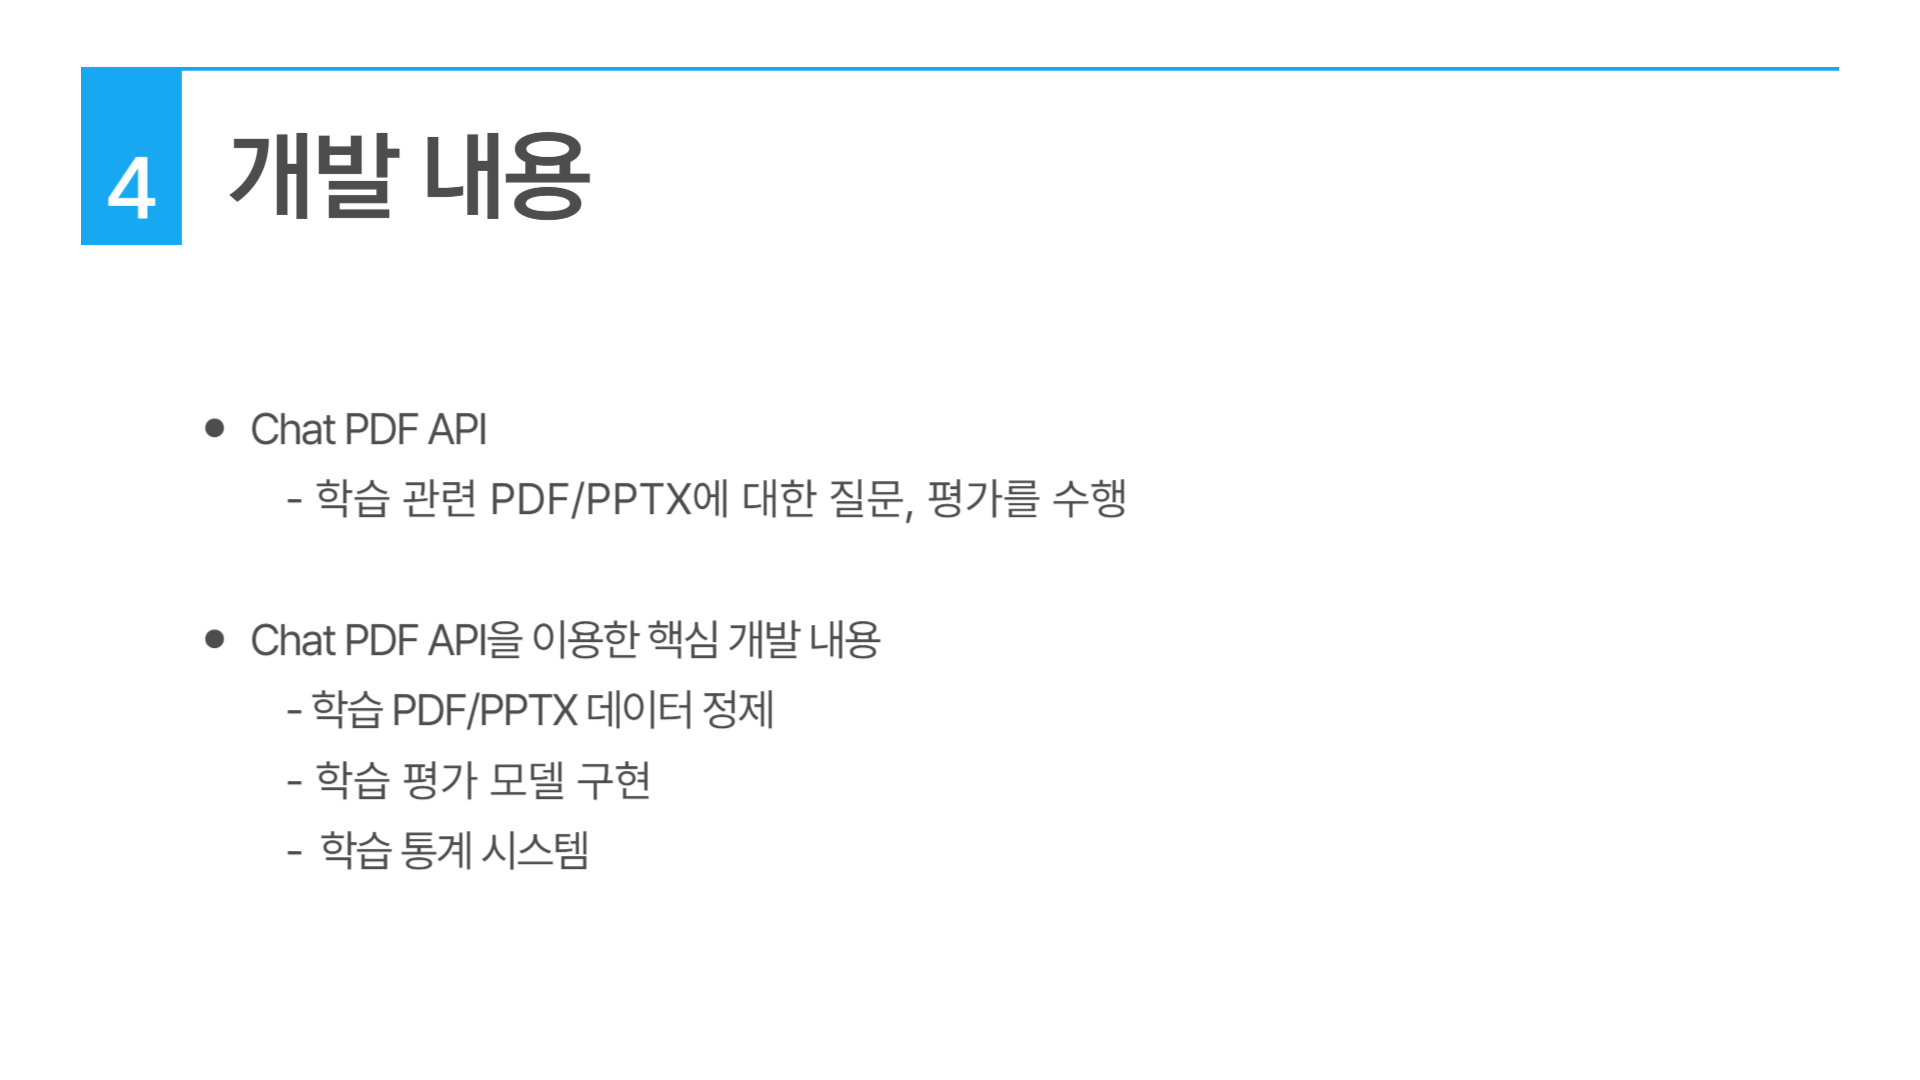 4
개발 내용
● Chat PDF API
- 학습 관련 PDF/PPTX에 대한 질문, 평가를 수행
● Chat PDF API을 이용한 핵심 개발 내용
- 학습 PDF/PPTX 데이터 정제
- 학습 평가 모델 구현
- 학습 통계 시스템